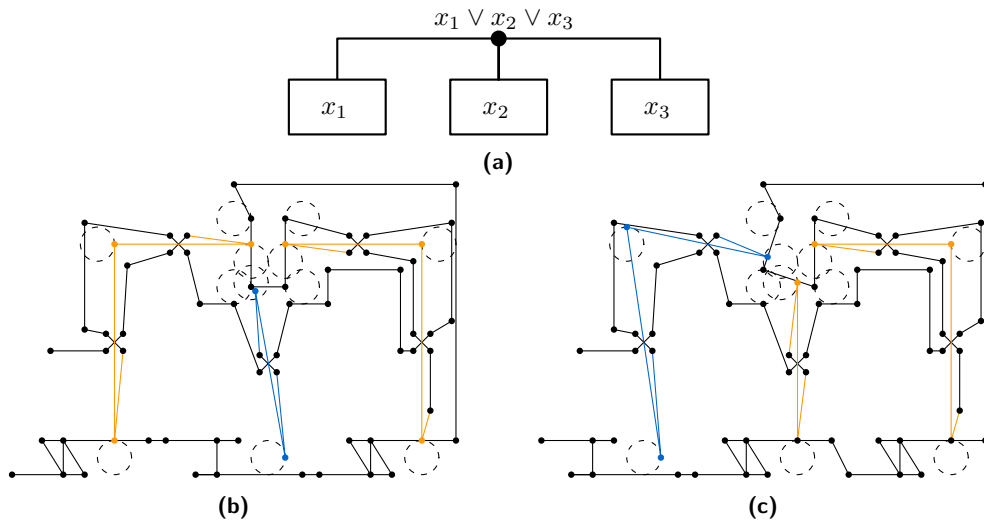 x₁ ∨ x₂ ∨ x₃
x₁ x₂ x₃
(a)
(b) (c)